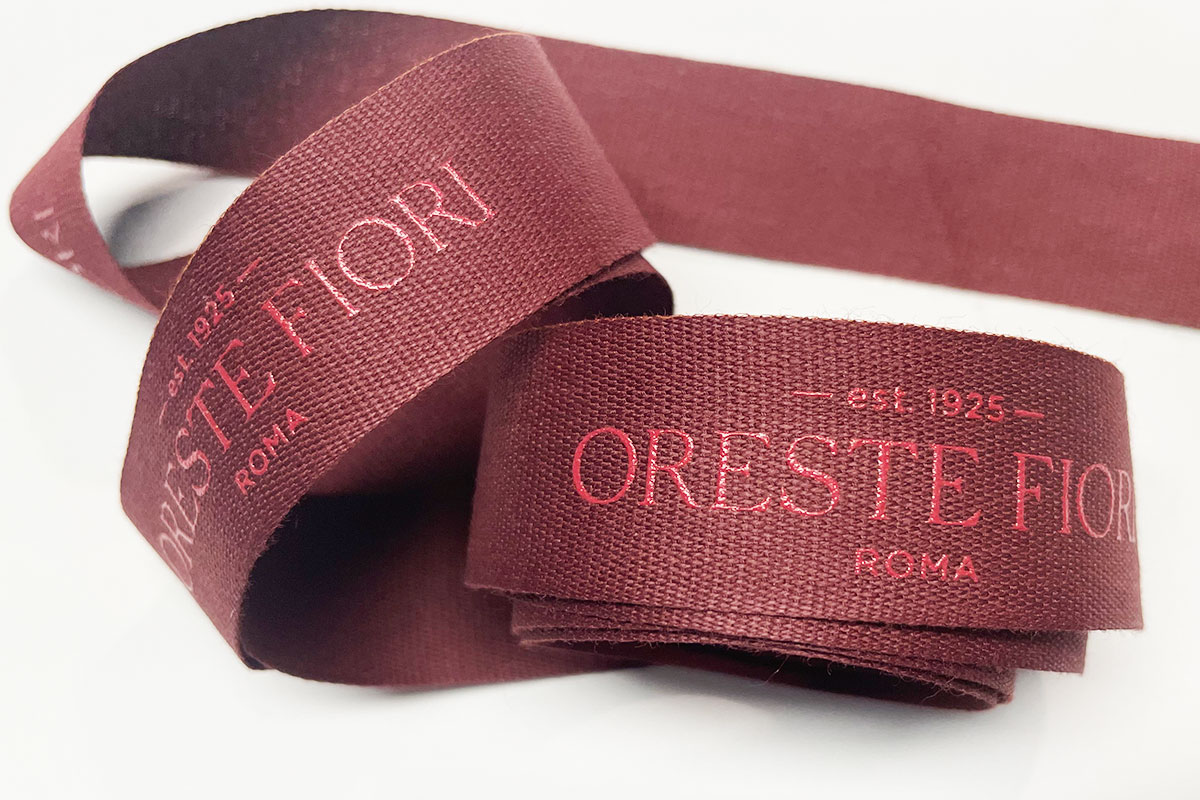 est. 1925
ORESTE FIORI
ROMA
— est. 1925 —
ORESTE FIORI
ROMA